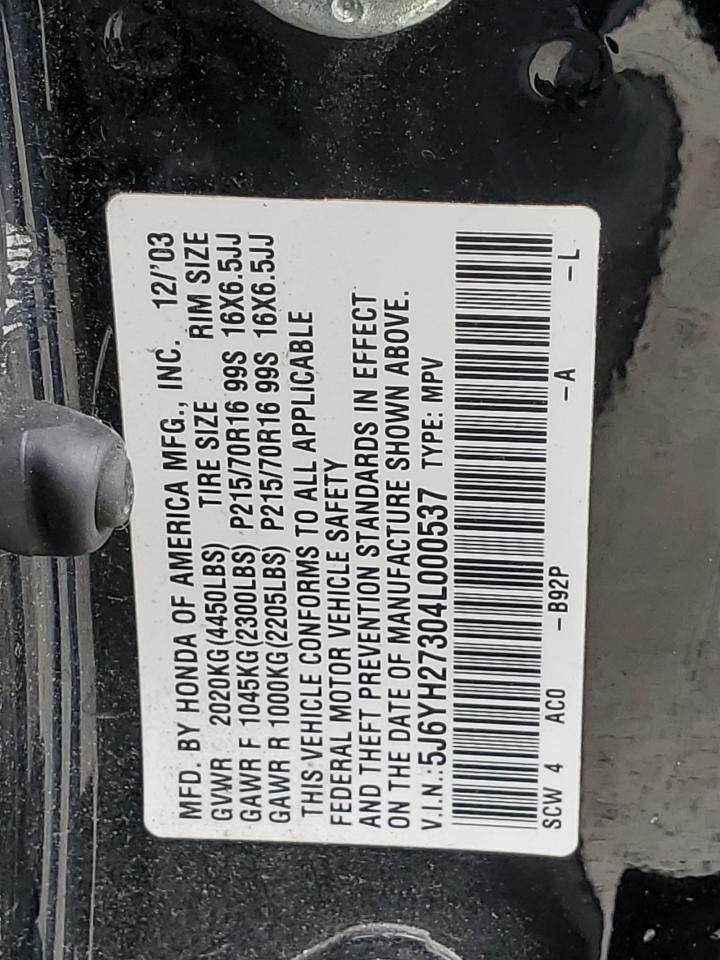 MFD. BY HONDA OF AMERICA MFG., INC. 12/'03
GVWR 2020KG(4450LBS) TIRE SIZE RIM SIZE
GAWR F 1045KG(2300LBS) P215/70R16 99S 16X6.5JJ
GAWR R 1000KG(2205LBS) P215/70R16 99S 16X6.5JJ
THIS VEHICLE CONFORMS TO ALL APPLICABLE
FEDERAL MOTOR VEHICLE SAFETY
AND THEFT PREVENTION STANDARDS IN EFFECT
ON THE DATE OF MANUFACTURE SHOWN ABOVE.
V.I.N.:5J6YH27304L000537 TYPE: MPV
SCW 4 AC0 -B92P -A -L